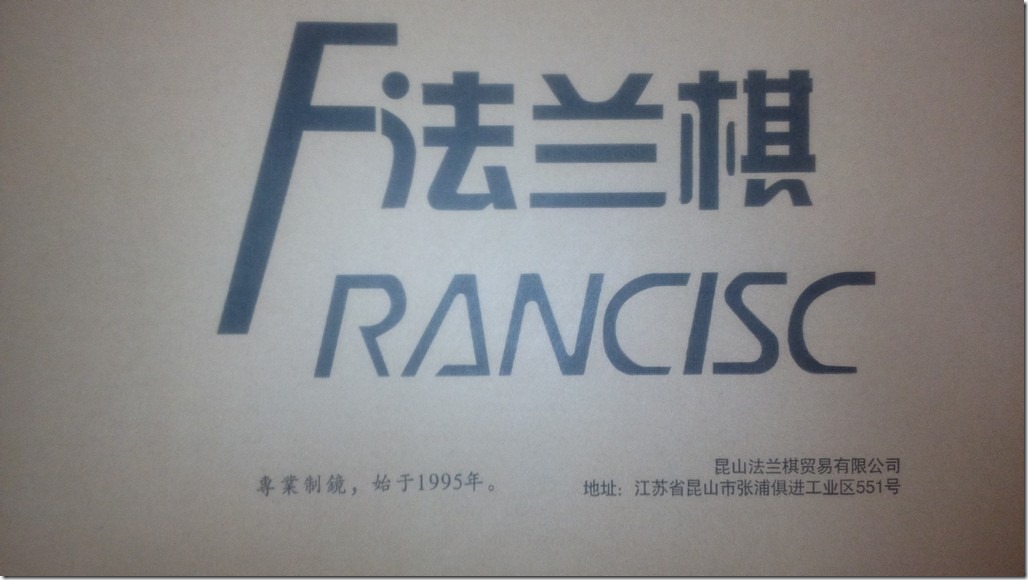 法兰棋
FRANCISC
專業制鏡，始于1995年。
昆山法兰棋贸易有限公司
地址：江苏省昆山市张浦俱进工业区551号